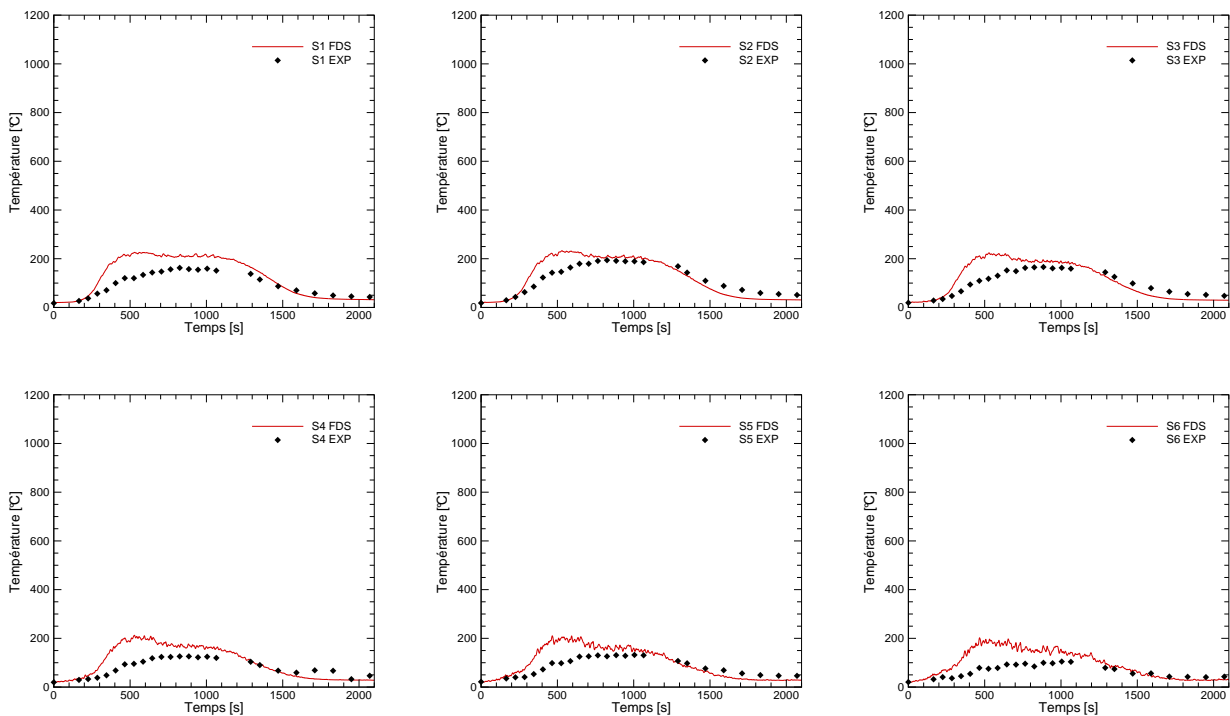 1200
1000
800
600
400
200
0
Température [°C]
S1 FDS
S1 EXP
0 500 1000 1500 2000
Temps [s]
1200
1000
800
600
400
200
0
Température [°C]
S2 FDS
S2 EXP
0 500 1000 1500 2000
Temps [s]
1200
1000
800
600
400
200
0
Température [°C]
S3 FDS
S3 EXP
0 500 1000 1500 2000
Temps [s]
1200
1000
800
600
400
200
0
Température [°C]
S4 FDS
S4 EXP
0 500 1000 1500 2000
Temps [s]
1200
1000
800
600
400
200
0
Température [°C]
S5 FDS
S5 EXP
0 500 1000 1500 2000
Temps [s]
1200
1000
800
600
400
200
0
Température [°C]
S6 FDS
S6 EXP
0 500 1000 1500 2000
Temps [s]